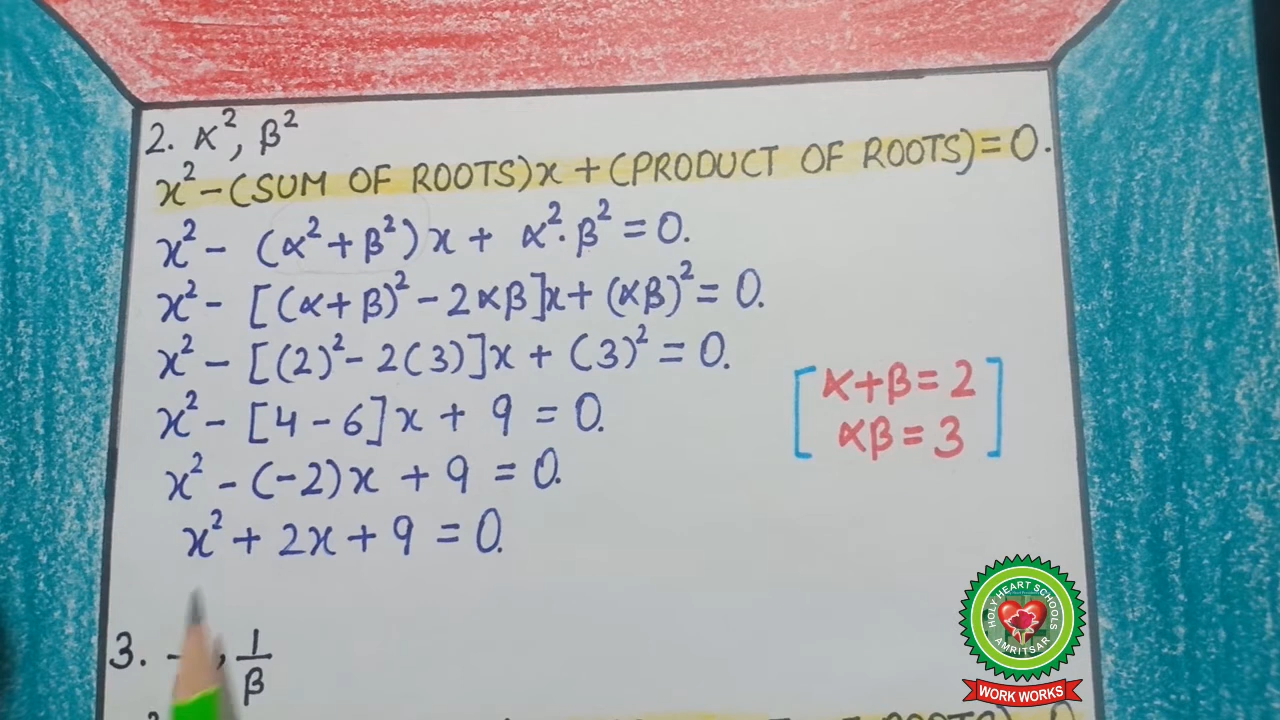 2. α², β²
x² - (SUM OF ROOTS)x + (PRODUCT OF ROOTS) = 0.
x² - (α² + β²)x + α². β² = 0.
x² - [(α + β)² - 2αβ]x + (αβ)² = 0.
x² - [(2)² - 2(3)]x + (3)² = 0.
x² - [4 - 6]x + 9 = 0.
x² - (-2)x + 9 = 0.
x² + 2x + 9 = 0.
[α + β = 2
αβ = 3]
3. , 1/β
HOLY HEART SCHOOLS
AMRITSAR
WORK WORKS